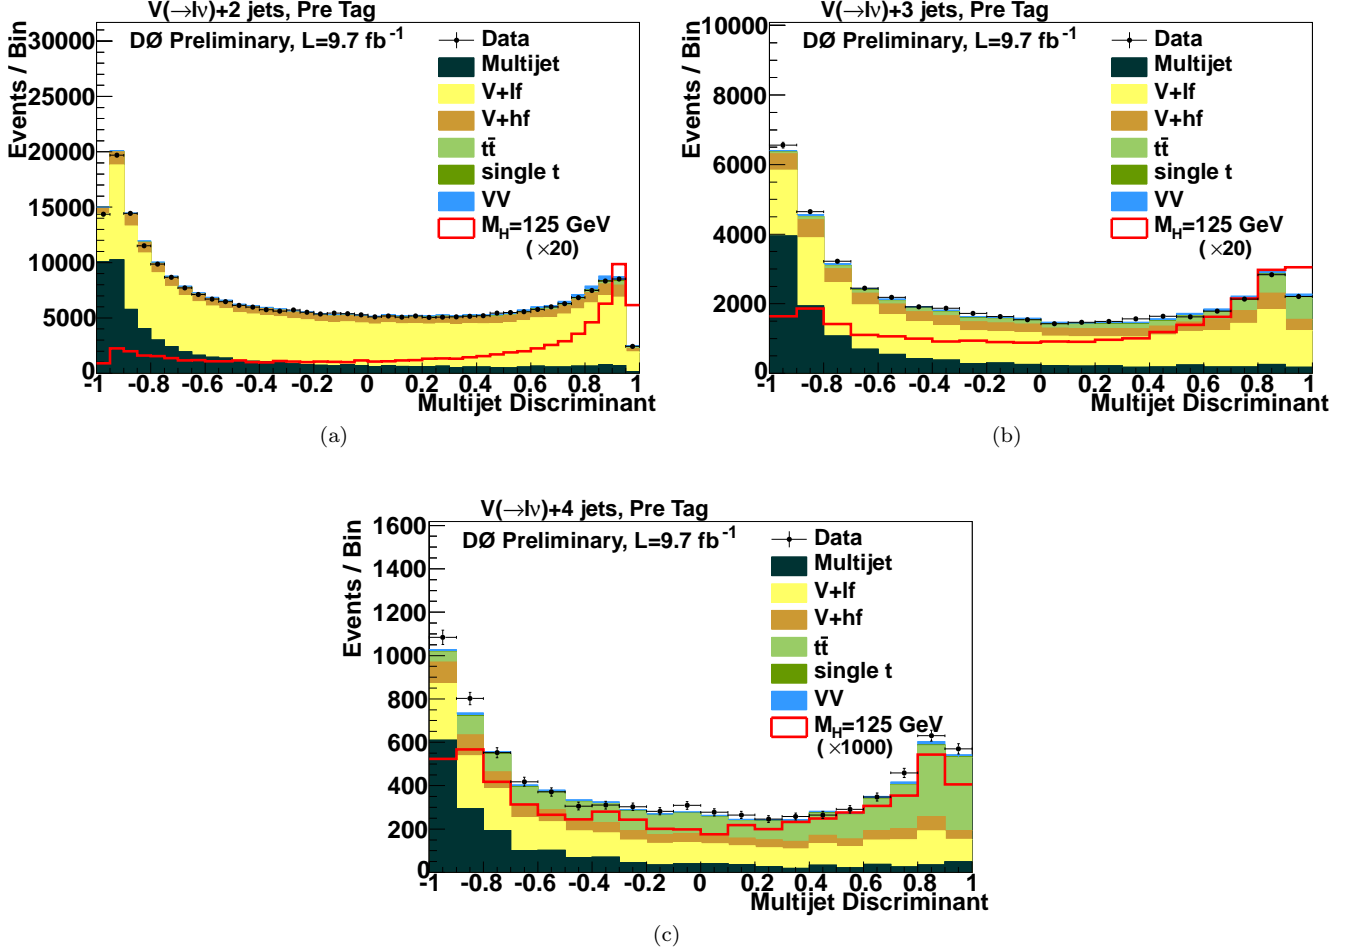 V(→lν)+2 jets, Pre Tag
DØ Preliminary, L=9.7 fb⁻¹
Events / Bin
30000
25000
20000
15000
10000
5000
0
Data
Multijet
V+lf
V+hf
tt̄
single t
VV
M_H=125 GeV
(×20)
-1 -0.8 -0.6 -0.4 -0.2 0 0.2 0.4 0.6 0.8 1
Multijet Discriminant
(a)
V(→lν)+3 jets, Pre Tag
DØ Preliminary, L=9.7 fb⁻¹
Events / Bin
10000
8000
6000
4000
2000
0
Data
Multijet
V+lf
V+hf
tt̄
single t
VV
M_H=125 GeV
(×20)
-1 -0.8 -0.6 -0.4 -0.2 0 0.2 0.4 0.6 0.8 1
Multijet Discriminant
(b)
V(→lν)+4 jets, Pre Tag
DØ Preliminary, L=9.7 fb⁻¹
Events / Bin
1600
1400
1200
1000
800
600
400
200
0
Data
Multijet
V+lf
V+hf
tt̄
single t
VV
M_H=125 GeV
(×1000)
-1 -0.8 -0.6 -0.4 -0.2 0 0.2 0.4 0.6 0.8 1
Multijet Discriminant
(c)